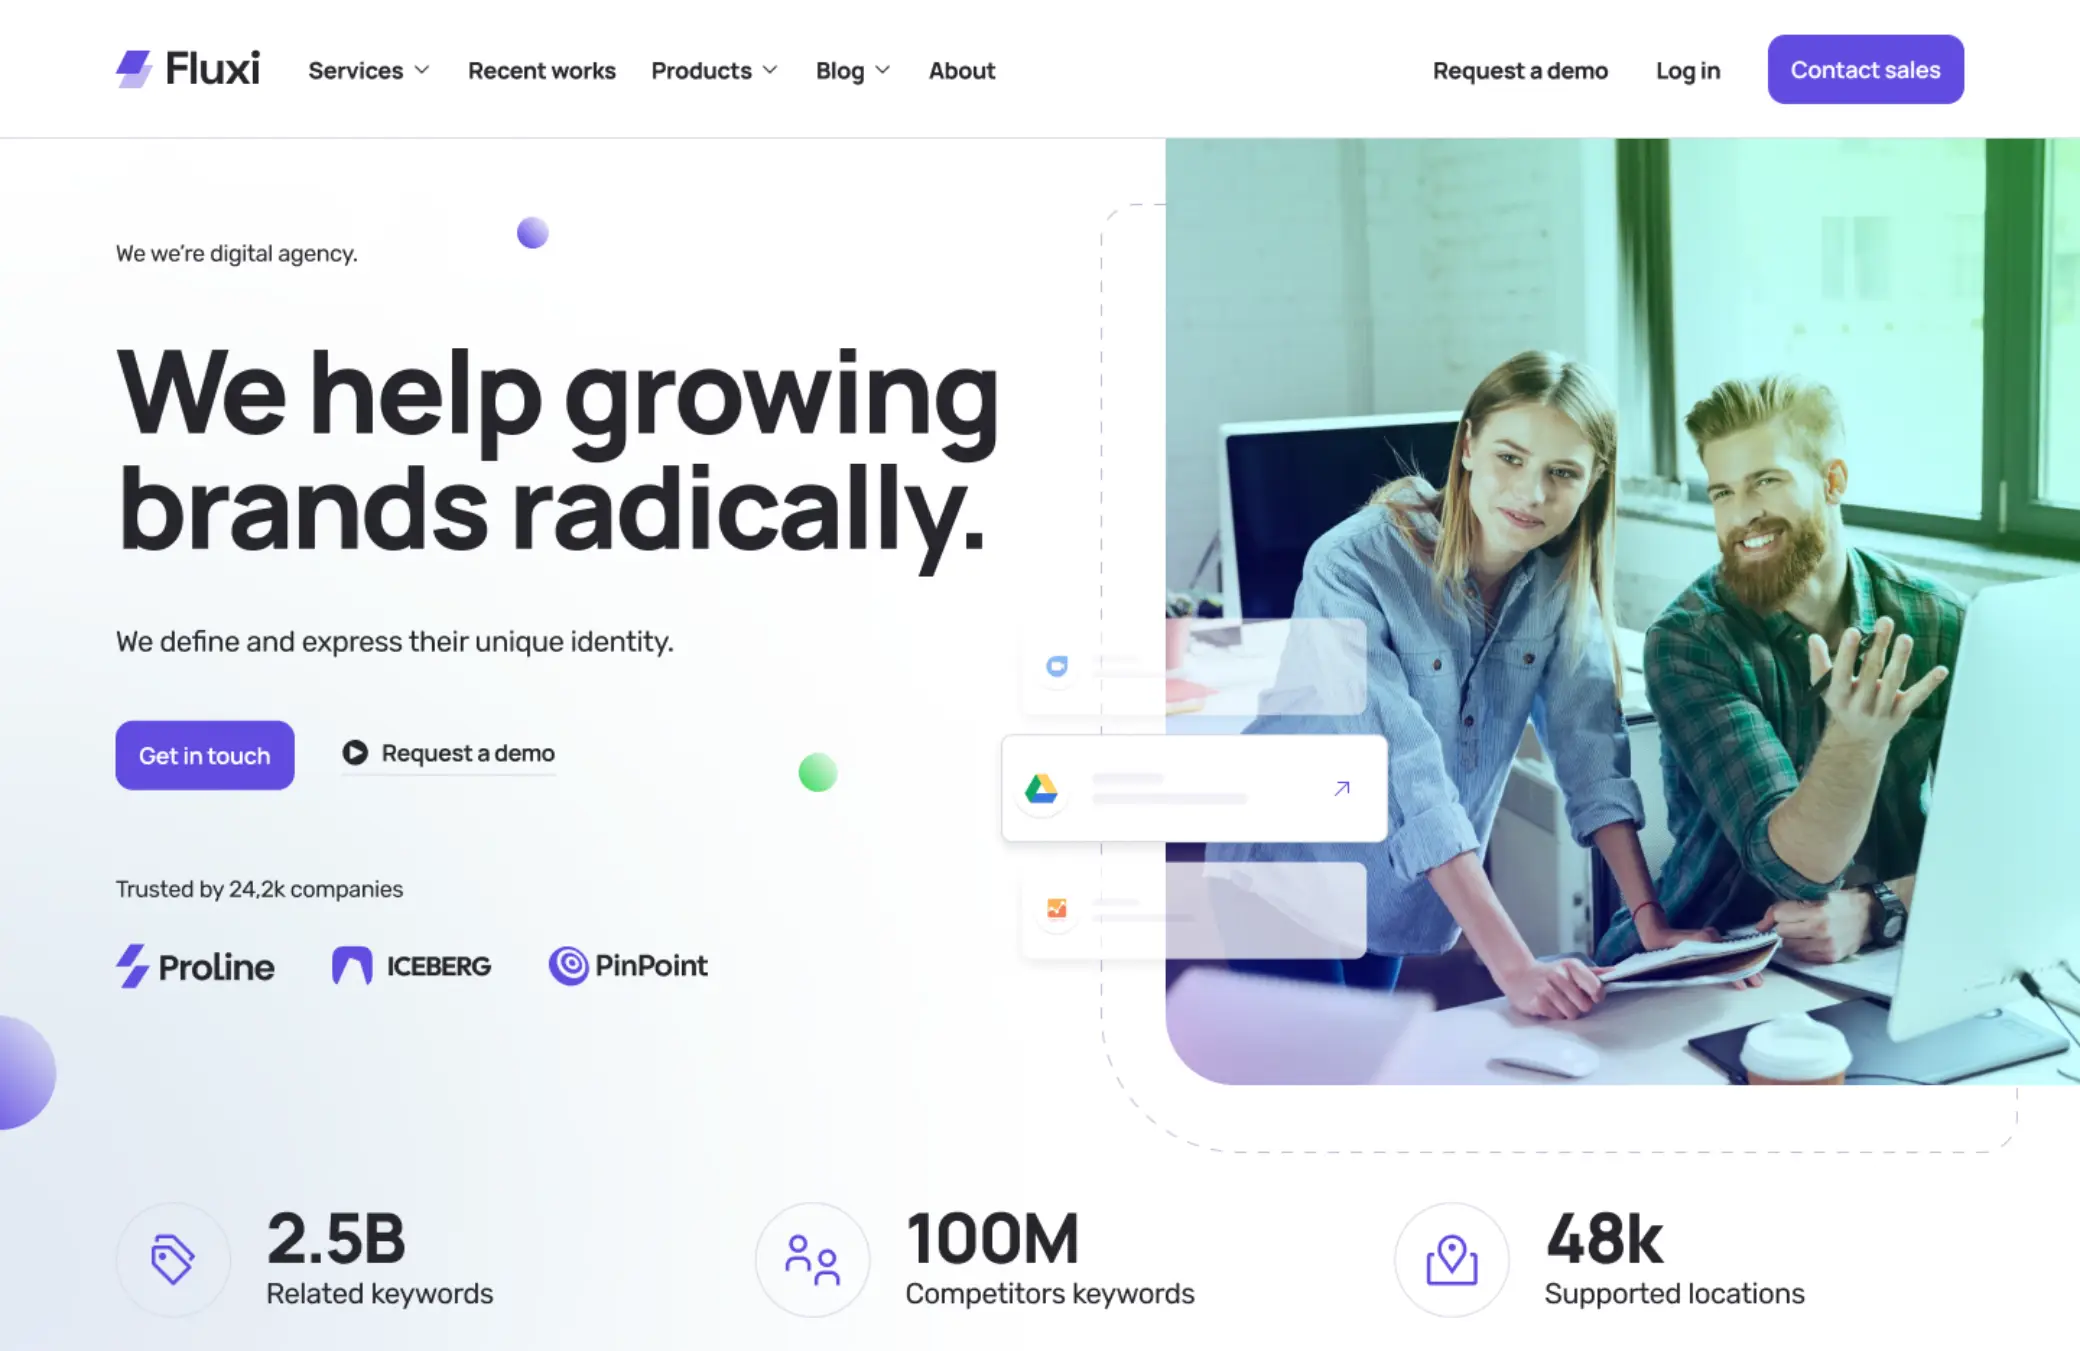 Fluxi
Services
Recent works
Products
Blog
About
Request a demo
Log in
Contact sales
We we’re digital agency.
We help growing
brands radically.
We define and express their unique identity.
Get in touch
Request a demo
Trusted by 24,2k companies
Proline
ICEBERG
PinPoint
2.5B
Related keywords
100M
Competitors keywords
48k
Supported locations